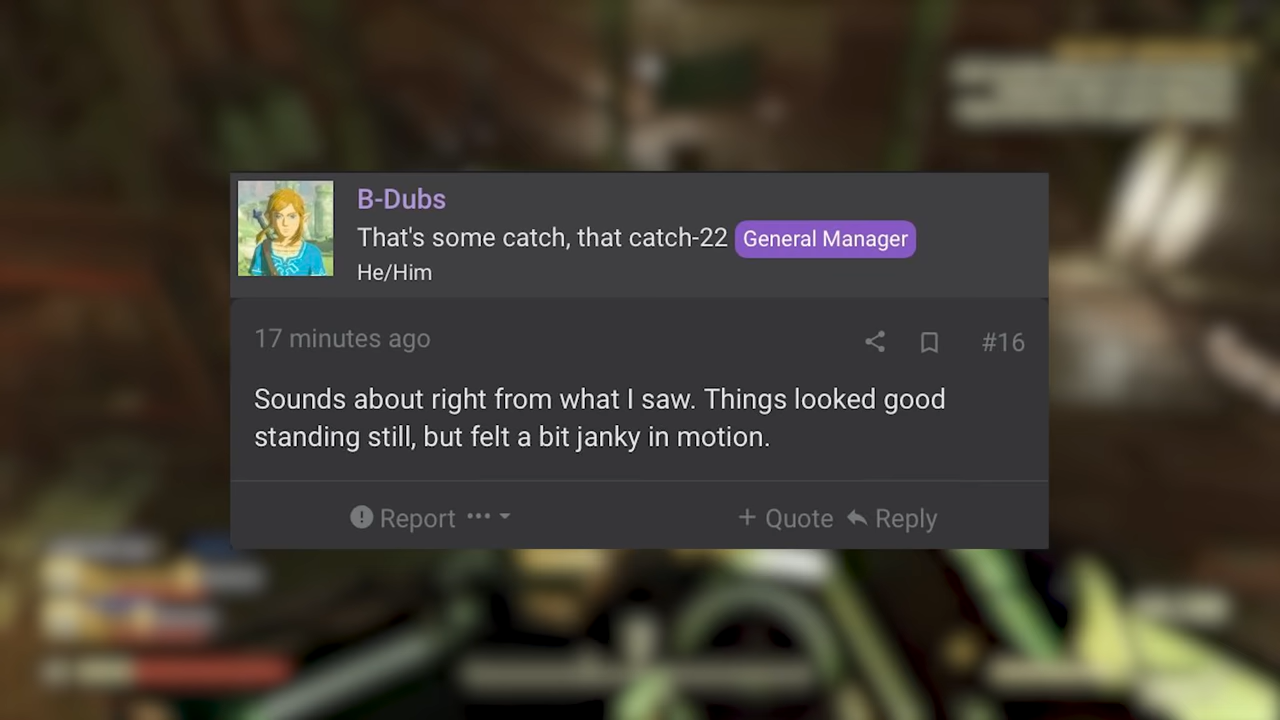 B-Dubs
That's some catch, that catch-22 General Manager
He/Him
17 minutes ago #16
Sounds about right from what I saw. Things looked good
standing still, but felt a bit janky in motion.
Report ••• + Quote Reply